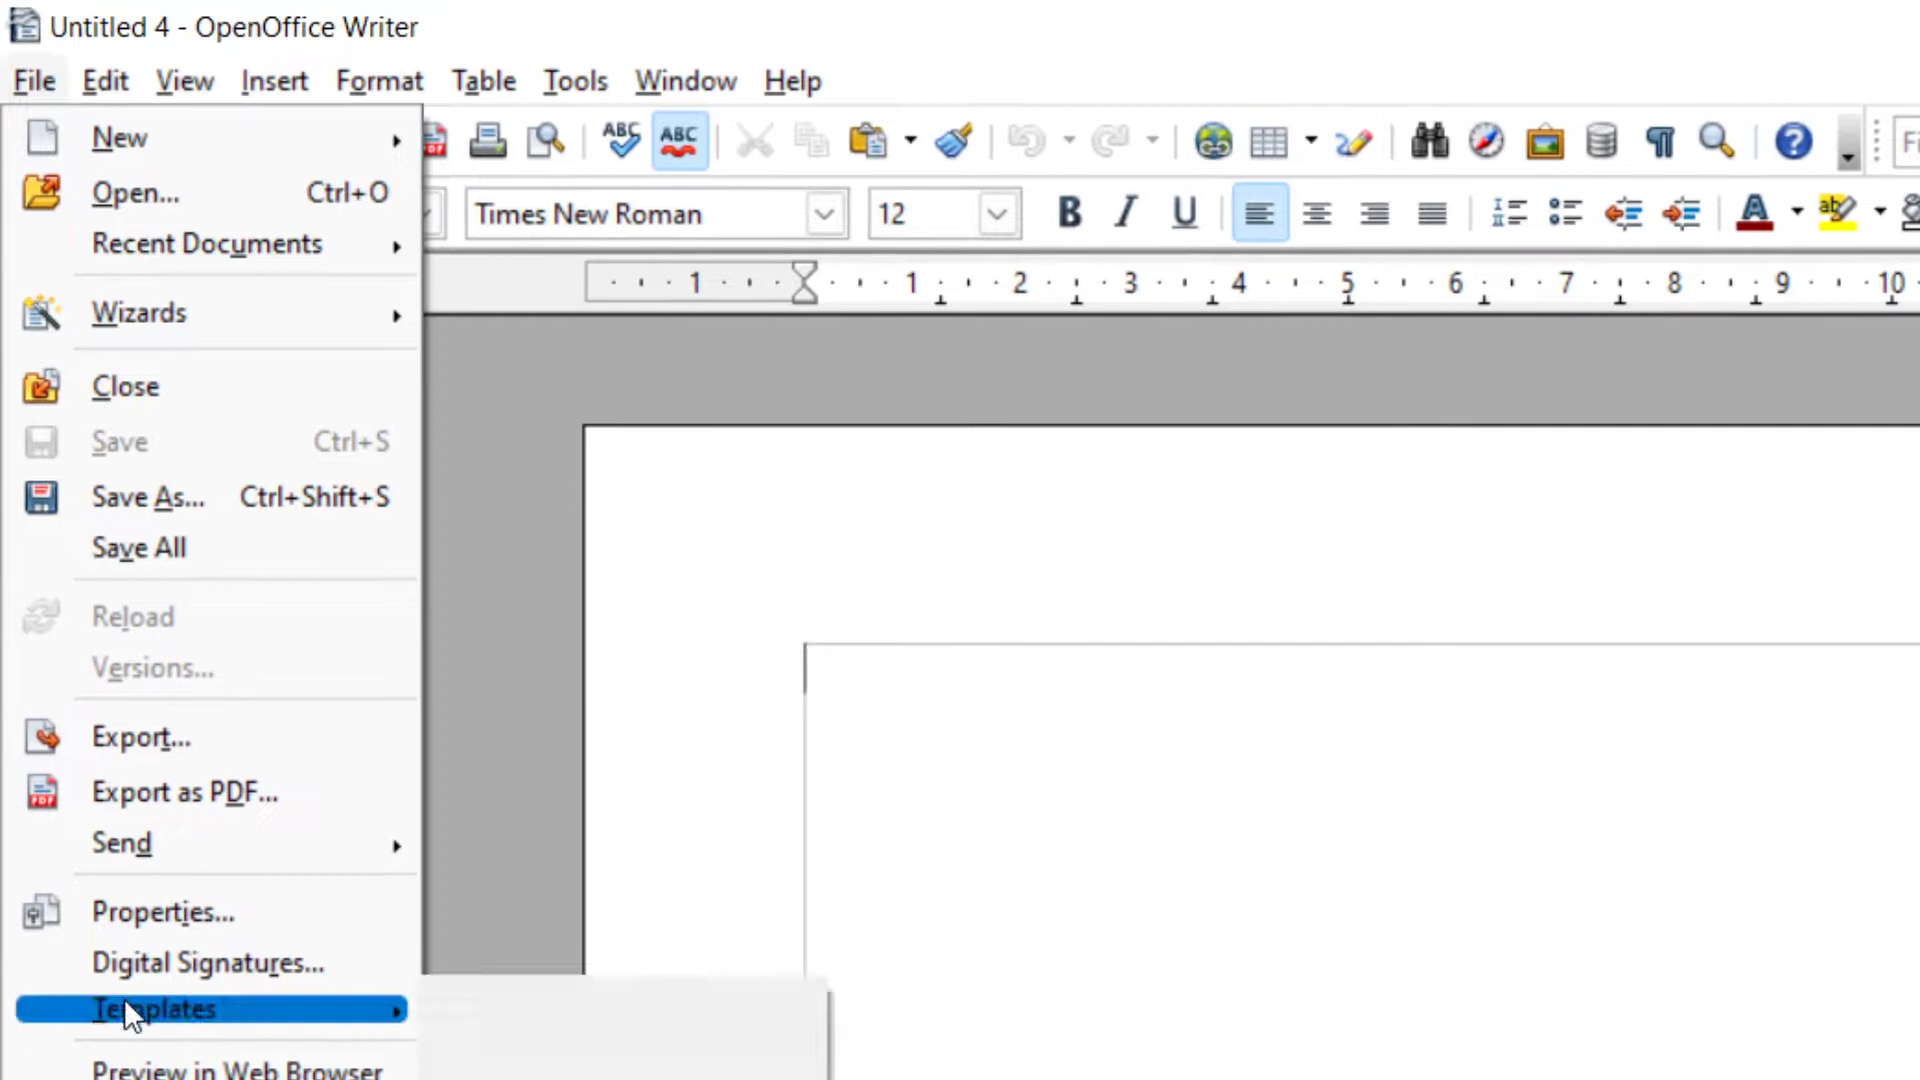 Untitled 4 - OpenOffice Writer
File Edit View Insert Format Table Tools Window Help
New
Open... Ctrl+O
Recent Documents
Wizards
Close
Save Ctrl+S
Save As... Ctrl+Shift+S
Save All
Reload
Versions...
Export...
Export as PDF...
Send
Properties...
Digital Signatures...
Templates
Preview in Web Browser
PDF
ABC ABC
Fi
Times New Roman 12 B I U A ab
1 1 2 3 4 5 6 7 8 9 10